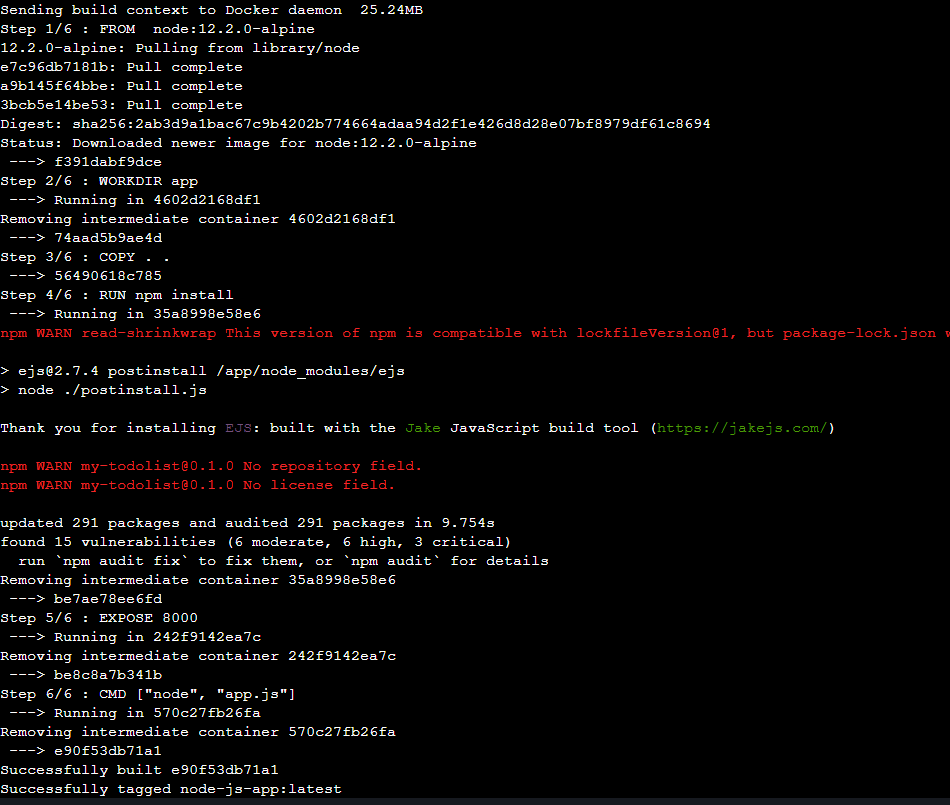 Sending build context to Docker daemon  25.24MB
Step 1/6 : FROM  node:12.2.0-alpine
12.2.0-alpine: Pulling from library/node
e7c96db7181b: Pull complete
a9b145f64bbe: Pull complete
3bcb5e14be53: Pull complete
Digest: sha256:2ab3d9a1bac67c9b4202b774664adaa94d2f1e426d8d28e07bf8979df61c8694
Status: Downloaded newer image for node:12.2.0-alpine
 ---> f391dabf9dce
Step 2/6 : WORKDIR app
 ---> Running in 4602d2168df1
Removing intermediate container 4602d2168df1
 ---> 74aad5b9ae4d
Step 3/6 : COPY . .
 ---> 56490618c785
Step 4/6 : RUN npm install
 ---> Running in 35a8998e58e6
npm WARN read-shrinkwrap This version of npm is compatible with lockfileVersion@1, but package-lock.json

> ejs@2.7.4 postinstall /app/node_modules/ejs
> node ./postinstall.js

Thank you for installing EJS: built with the Jake JavaScript build tool (https://jakejs.com/)

npm WARN my-todolist@0.1.0 No repository field.
npm WARN my-todolist@0.1.0 No license field.

updated 291 packages and audited 291 packages in 9.754s
found 15 vulnerabilities (6 moderate, 6 high, 3 critical)
  run `npm audit fix` to fix them, or `npm audit` for details
Removing intermediate container 35a8998e58e6
 ---> be7ae78ee6fd
Step 5/6 : EXPOSE 8000
 ---> Running in 242f9142ea7c
Removing intermediate container 242f9142ea7c
 ---> be8c8a7b341b
Step 6/6 : CMD ["node", "app.js"]
 ---> Running in 570c27fb26fa
Removing intermediate container 570c27fb26fa
 ---> e90f53db71a1
Successfully built e90f53db71a1
Successfully tagged node-js-app:latest